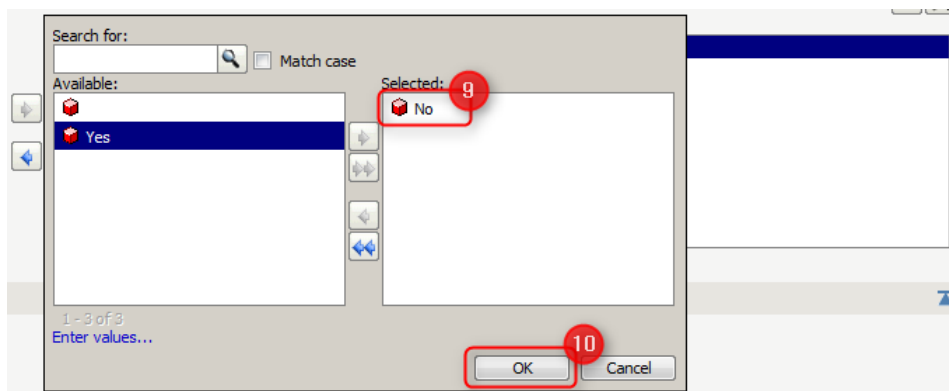 Search for:
Match case
Available:
Selected:
9
No
Yes
1 - 3 of 3
Enter values...
10
OK
Cancel